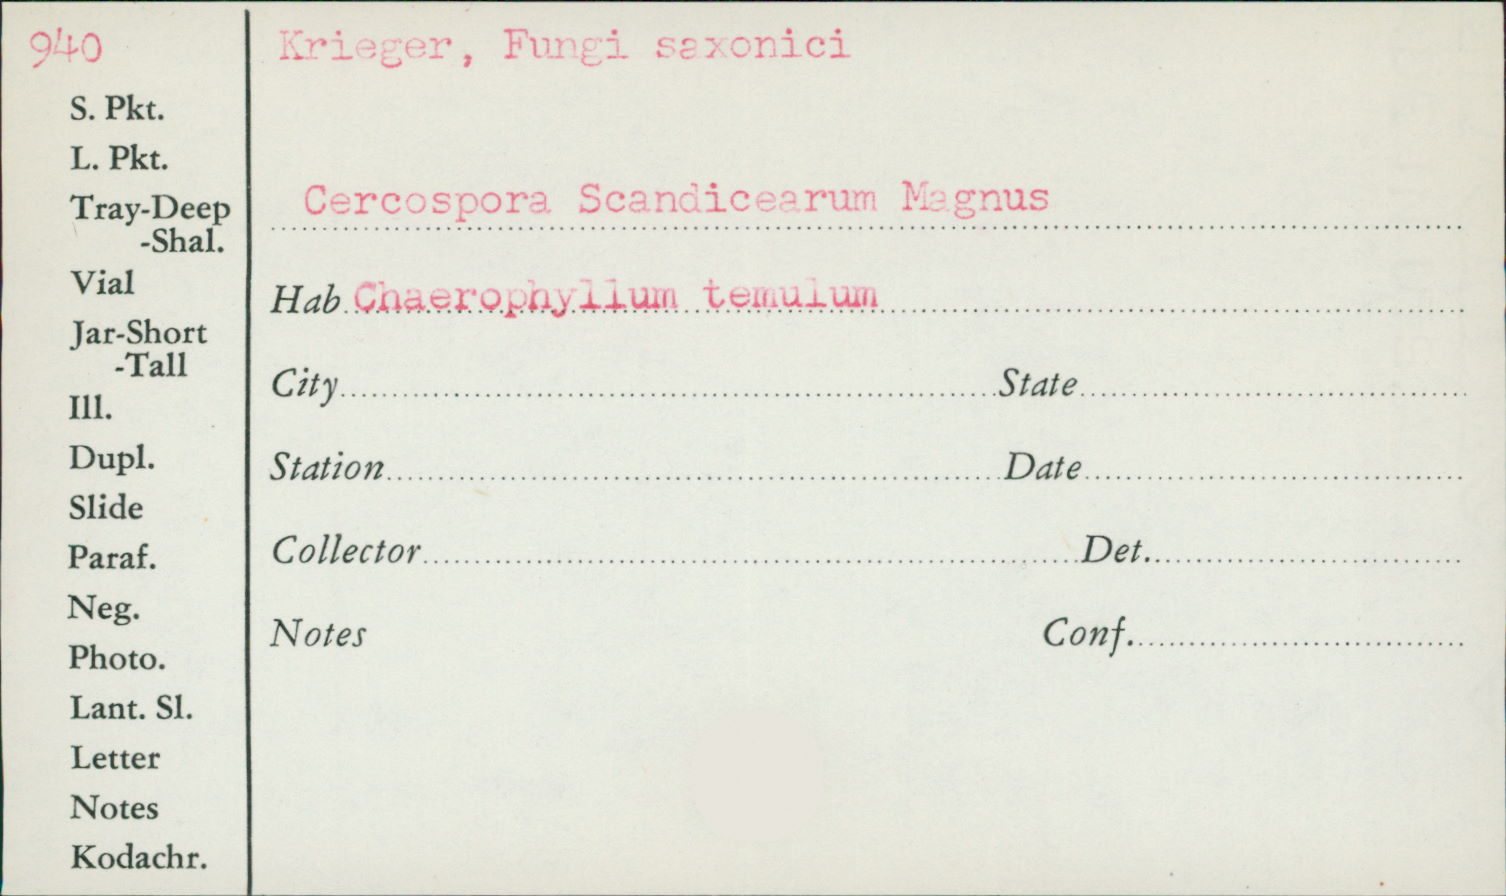 940
Krieger, Fungi saxonici
S. Pkt.
L. Pkt.
Tray-Deep
-Shal.
Vial
Jar-Short
-Tall
Ill.
Dupl.
Slide
Paraf.
Neg.
Photo.
Lant. Sl.
Letter
Notes
Kodachr.
Cercospora Scandicearum Magnus
Hab Chaerophyllum temulum
City State
Station Date
Collector Det.
Notes Conf.